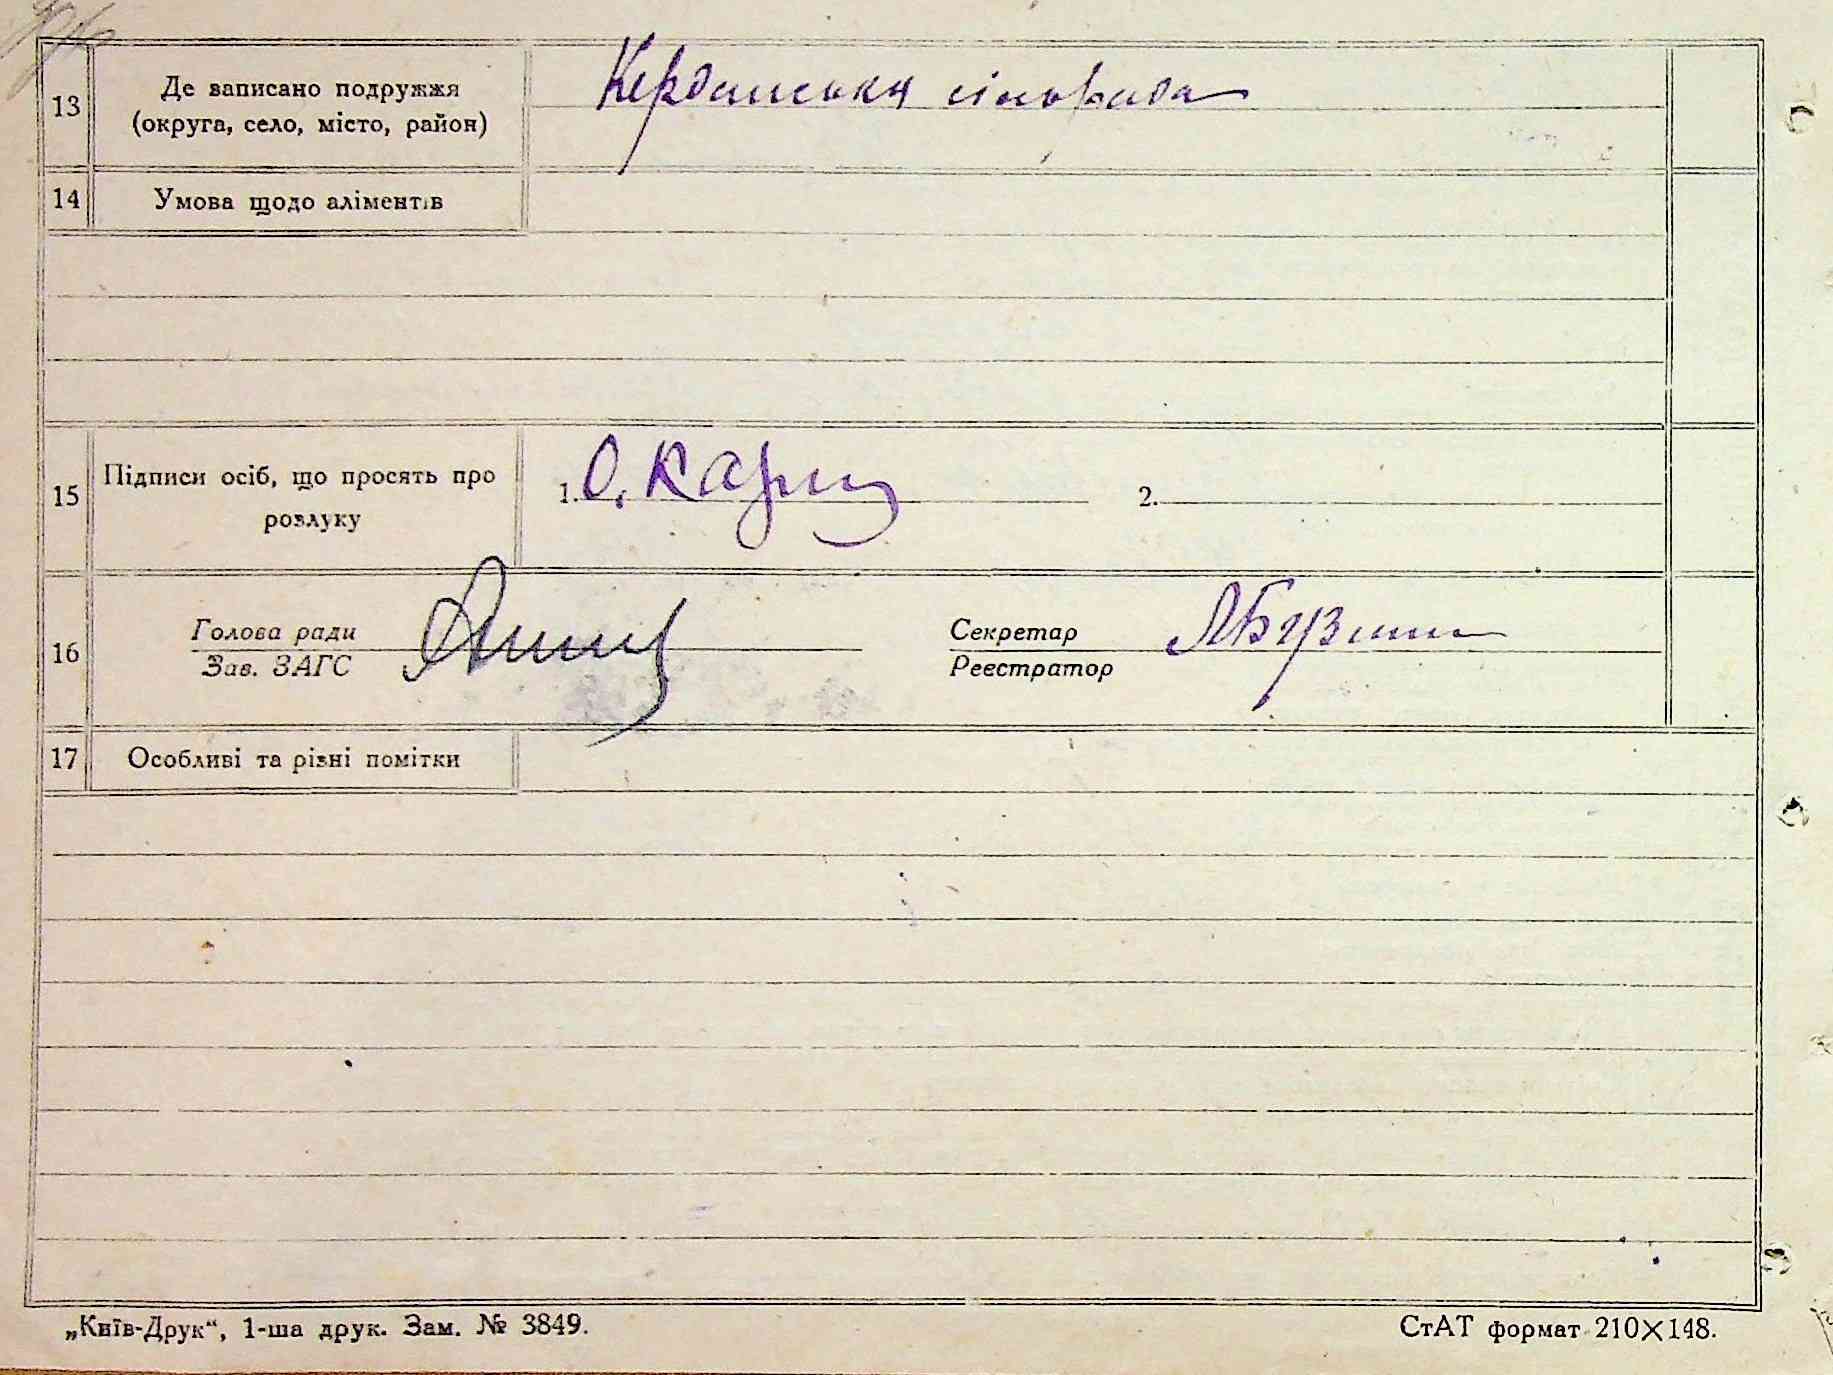 13
Де записано подружжя
(округа, село, місто, район)
Керданська сільрада
14
Умова щодо аліментів
15
Підписи осіб, що просять про
розлуку
1. О. Карп
2.
16
Голова ради
Зав. ЗАГС
Секретар
Реєстратор
17
Особливі та різні помітки
„Київ-Друк“, 1-ша друк. Зам. № 3849.
СтАТ формат 210×148.